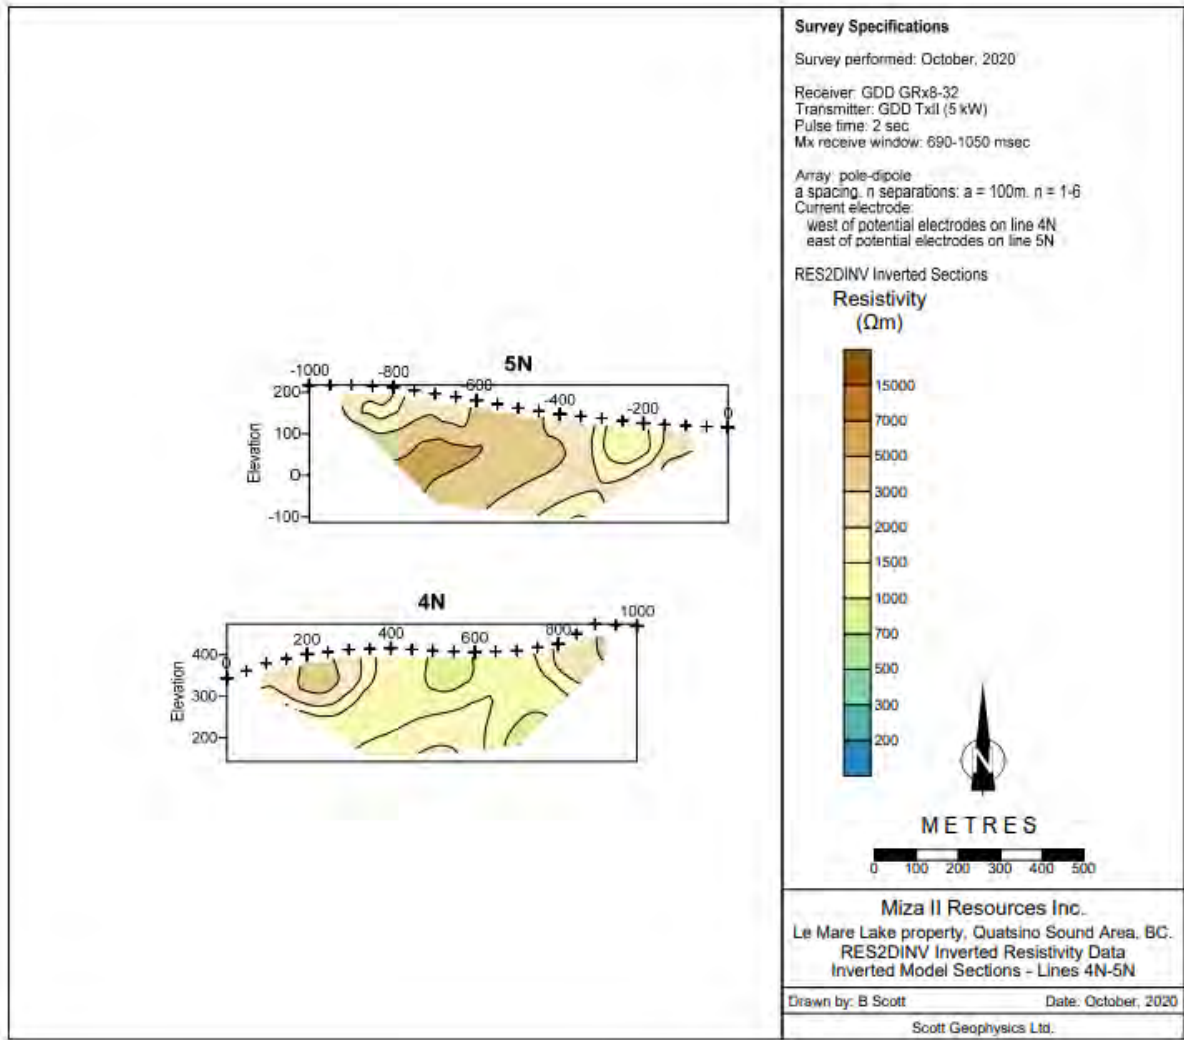 Survey Specifications
Survey performed: October, 2020
Receiver: GDD GRx8-32
Transmitter: GDD TxII (5 kW)
Pulse time: 2 sec
Mx receive window: 690-1050 msec
Array: pole-dipole
a spacing, n separations: a = 100m, n = 1-6
Current electrode:
west of potential electrodes on line 4N
east of potential electrodes on line 5N
RES2DINV Inverted Sections
Resistivity
(Ωm)
15000
7000
5000
3000
2000
1500
1000
700
500
300
200
5N
-1000 -800 -600 -400 -200 0
Elevation
200
100
0
-100
4N
0 200 400 600 800 1000
Elevation
400
300
200
N
METRES
0 100 200 300 400 500
Miza II Resources Inc.
Le Mare Lake property, Quatsino Sound Area, BC.
RES2DINV Inverted Resistivity Data
Inverted Model Sections - Lines 4N-5N
Drawn by: B Scott Date: October, 2020
Scott Geophysics Ltd.